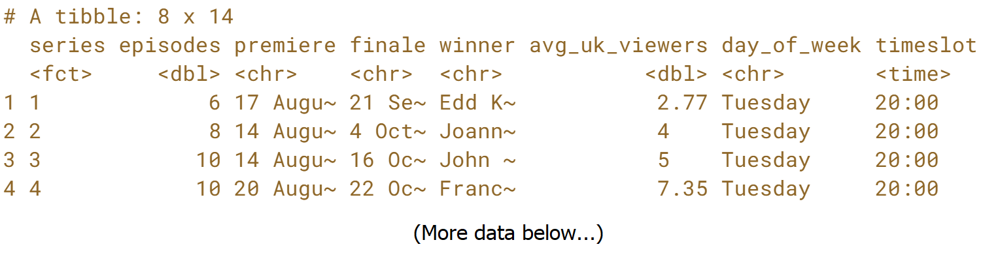 # A tibble: 8 x 14
series episodes premiere finale winner avg_uk_viewers day_of_week timeslot
<fct> <dbl> <chr> <chr> <chr> <dbl> <chr> <time>
1 1 6 17 Augu~ 21 Se~ Edd K~ 2.77 Tuesday 20:00
2 2 8 14 Augu~ 4 Oct~ Joann~ 4 Tuesday 20:00
3 3 10 14 Augu~ 16 Oc~ John ~ 5 Tuesday 20:00
4 4 10 20 Augu~ 22 Oc~ Franc~ 7.35 Tuesday 20:00
(More data below...)